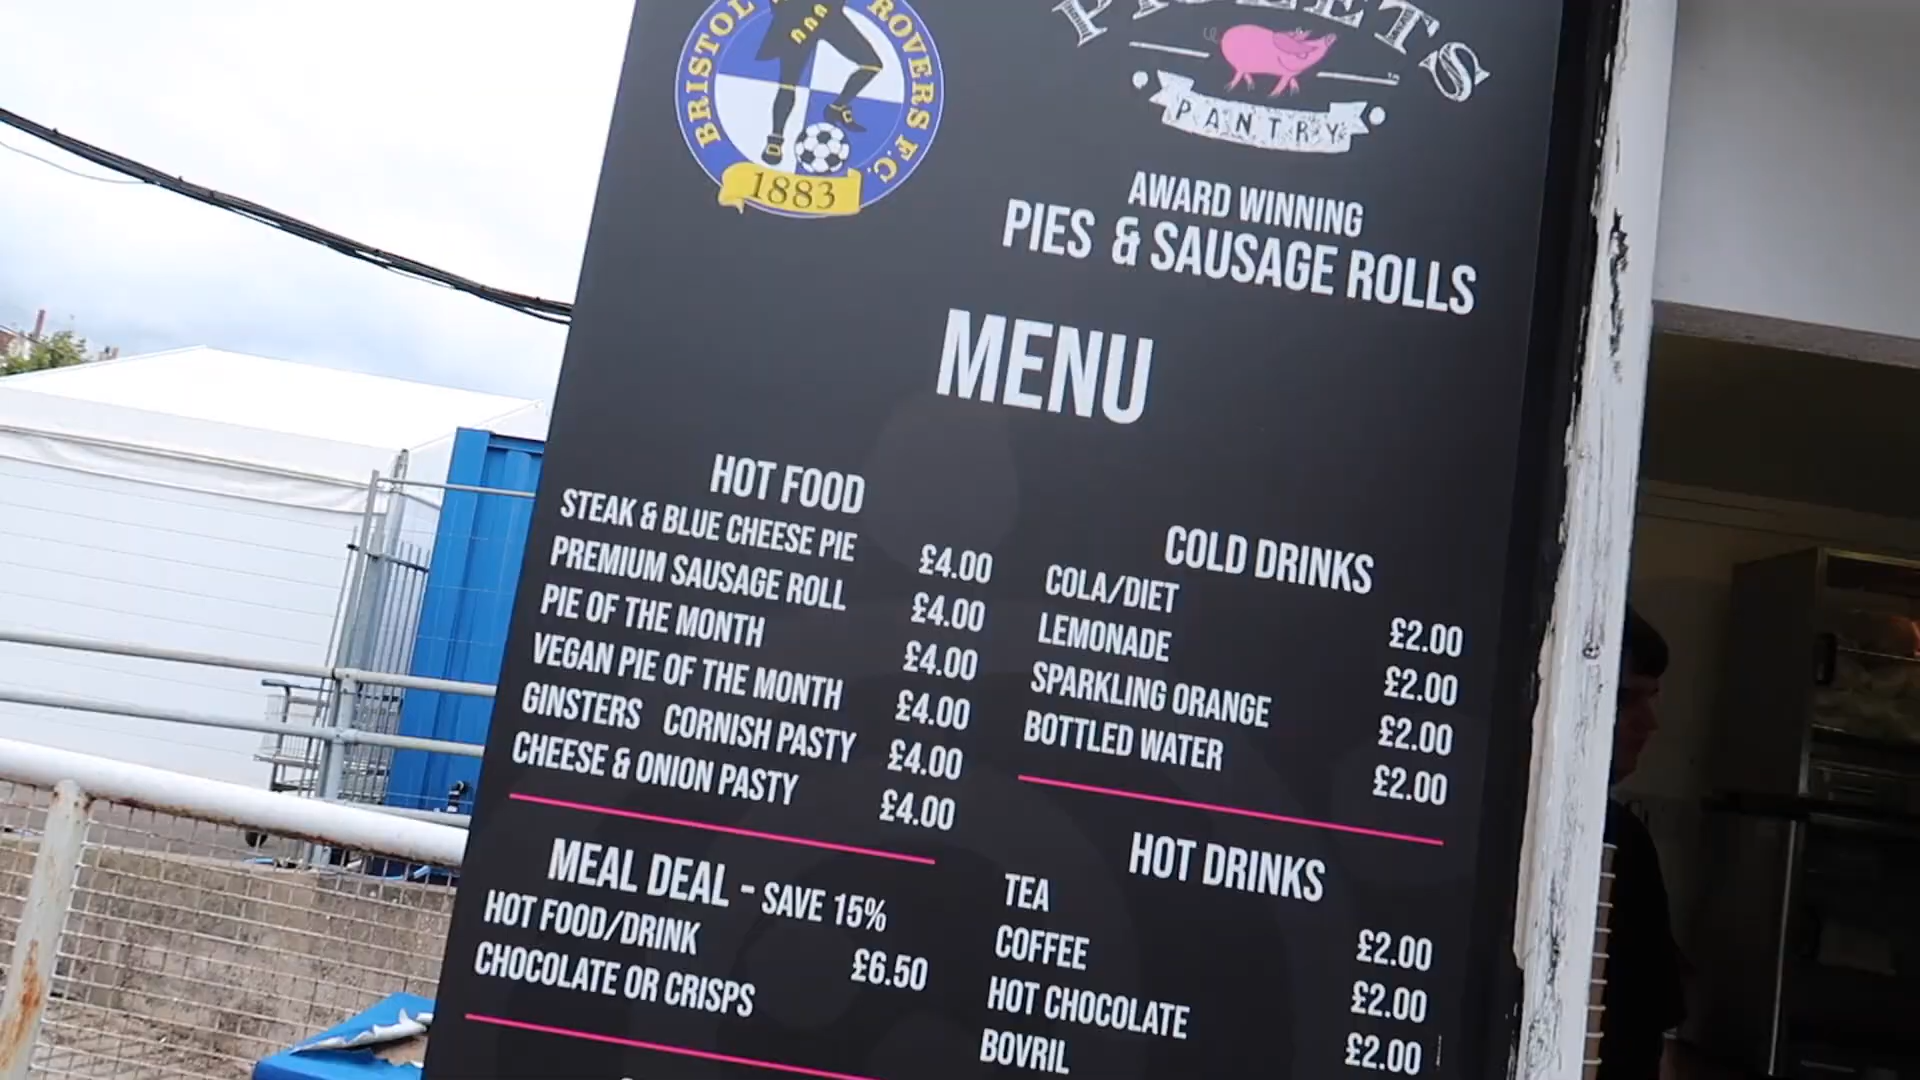 BRISTOL ROVERS F.C.
1883
PANTRY
AWARD WINNING
PIES & SAUSAGE ROLLS
MENU
HOT FOOD
STEAK & BLUE CHEESE PIE £4.00
PREMIUM SAUSAGE ROLL £4.00
PIE OF THE MONTH £4.00
VEGAN PIE OF THE MONTH £4.00
GINSTERS CORNISH PASTY £4.00
CHEESE & ONION PASTY £4.00
MEAL DEAL - SAVE 15%
HOT FOOD/DRINK £6.50
CHOCOLATE OR CRISPS
COLD DRINKS
COLA/DIET £2.00
LEMONADE £2.00
SPARKLING ORANGE £2.00
BOTTLED WATER £2.00
HOT DRINKS
TEA £2.00
COFFEE £2.00
HOT CHOCOLATE £2.00
BOVRIL